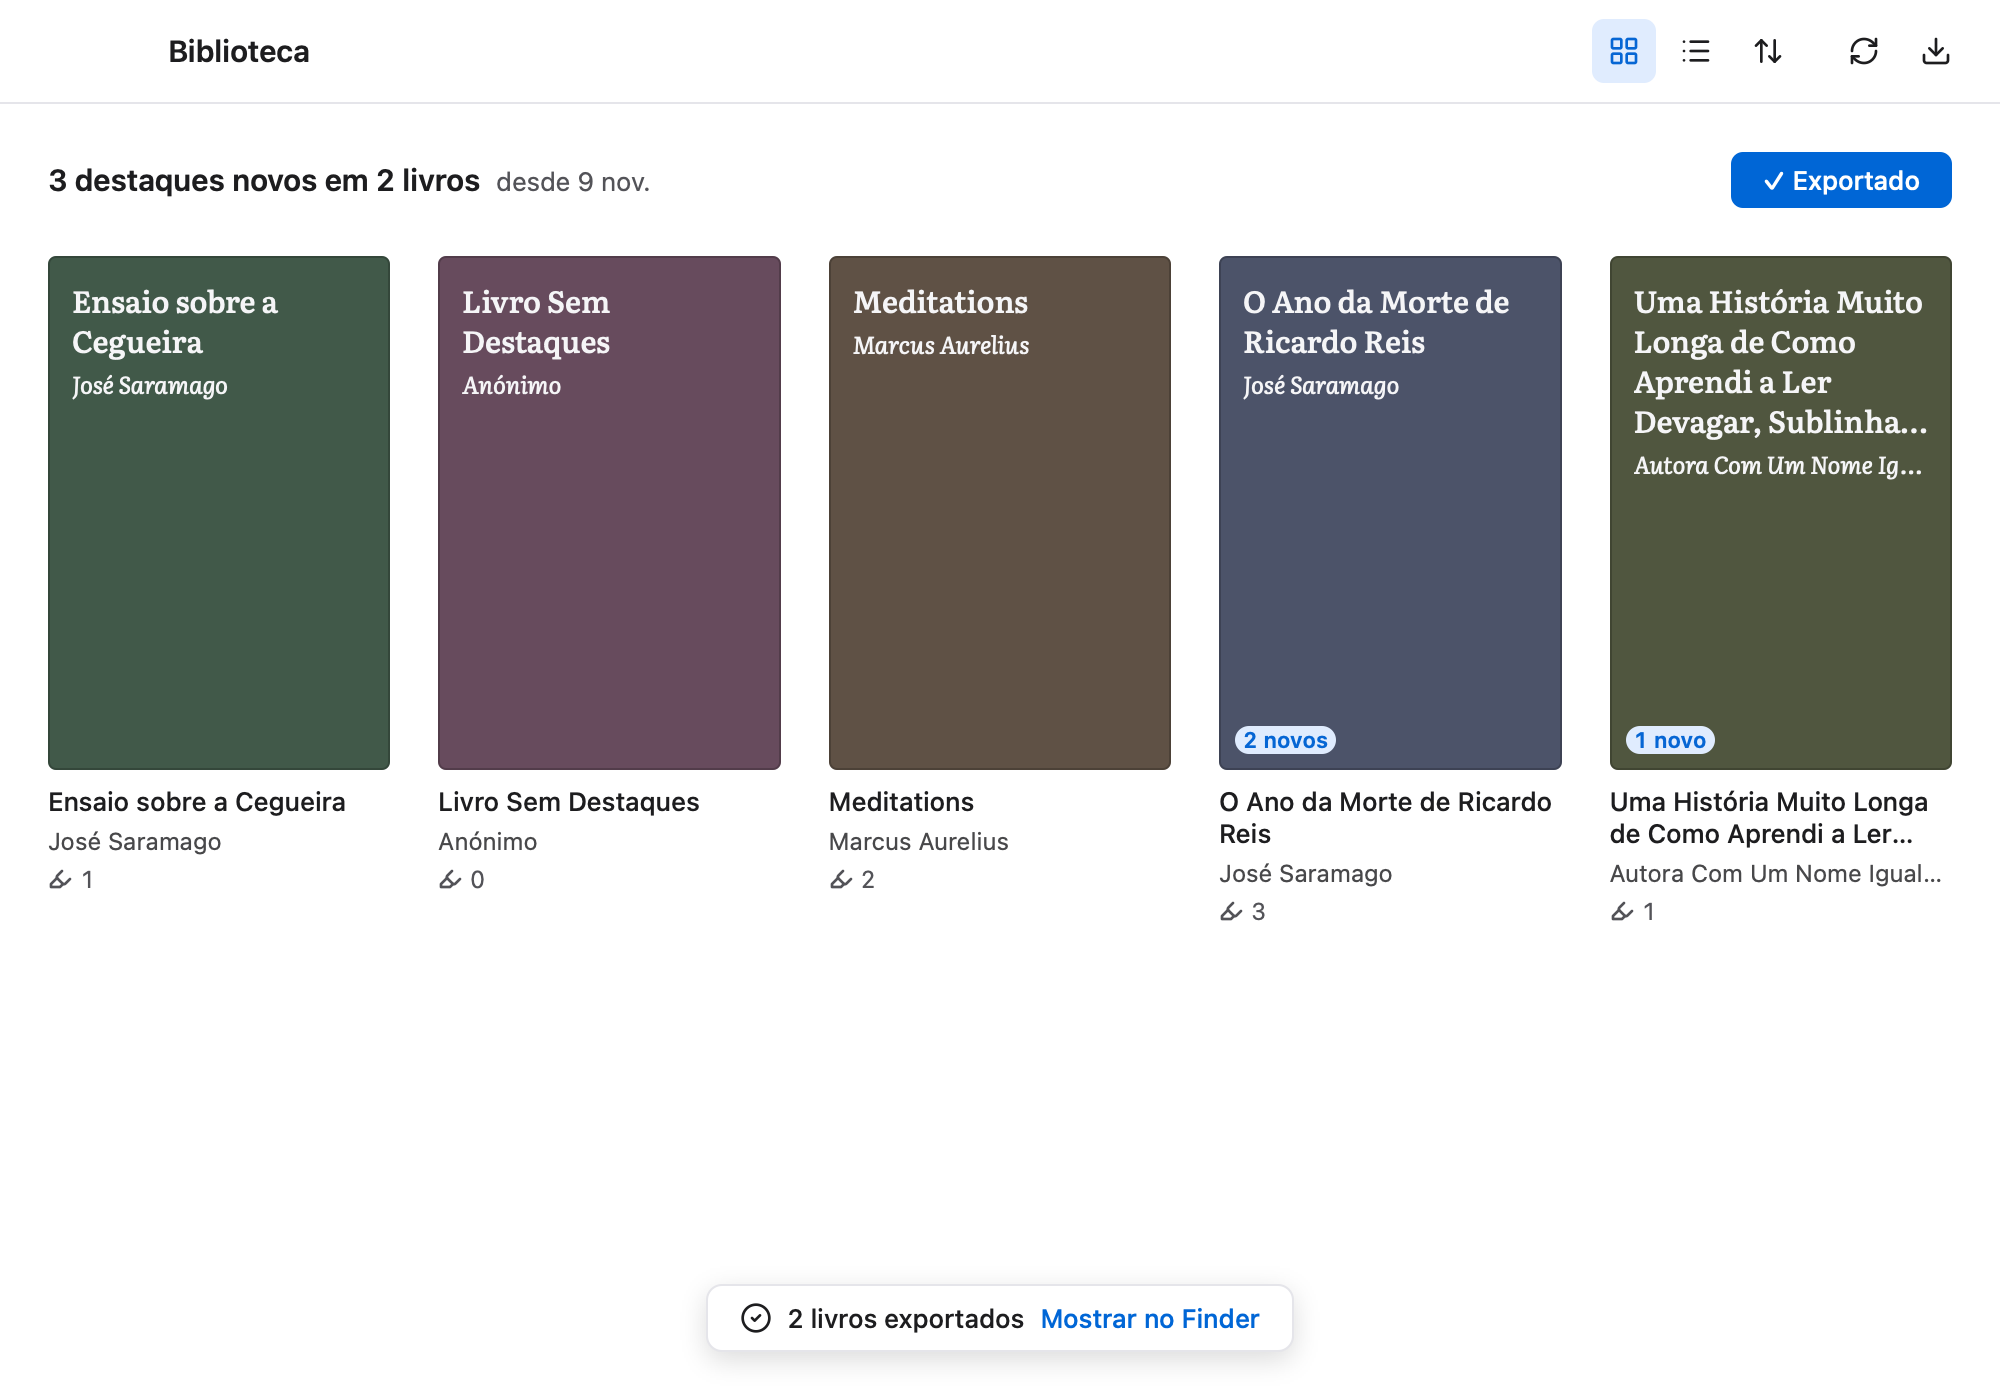 Biblioteca
3 destaques novos em 2 livros desde 9 nov.
✓ Exportado
Ensaio sobre a
Cegueira
José Saramago
Livro Sem
Destaques
Anónimo
Meditations
Marcus Aurelius
O Ano da Morte de
Ricardo Reis
José Saramago
2 novos
Uma História Muito
Longa de Como
Aprendi a Ler
Devagar, Sublinha...
Autora Com Um Nome Ig...
1 novo
Ensaio sobre a Cegueira
José Saramago
1
Livro Sem Destaques
Anónimo
0
Meditations
Marcus Aurelius
2
O Ano da Morte de Ricardo
Reis
José Saramago
3
Uma História Muito Longa
de Como Aprendi a Ler...
Autora Com Um Nome Igual...
1
2 livros exportados Mostrar no Finder